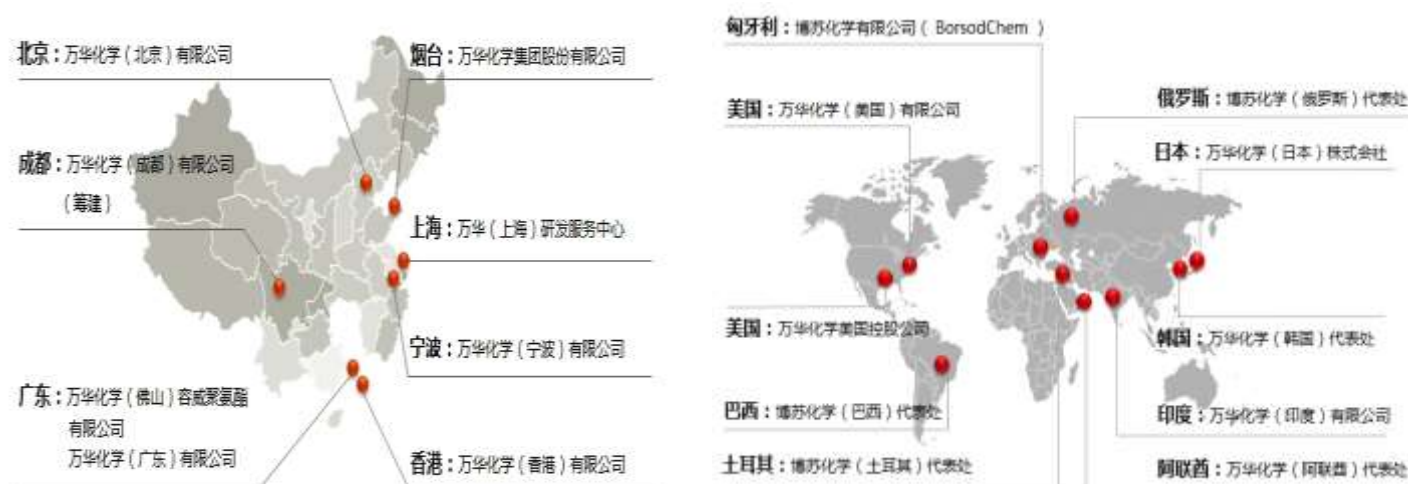 北京：万华化学（北京）有限公司
烟台：万华化学集团股份有限公司
成都：万华化学（成都）有限公司
（筹建）
上海：万华（上海）研发服务中心
宁波：万华化学（宁波）有限公司
广东：万华化学（佛山）容威聚氨酯
有限公司
万华化学（广东）有限公司
香港：万华化学（香港）有限公司
匈牙利：博苏化学有限公司（BorsodChem）
美国：万华化学（美国）有限公司
俄罗斯：博苏化学（俄罗斯）代表处
日本：万华化学（日本）株式会社
美国：万华化学美国控股公司
韩国：万华化学（韩国）代表处
巴西：博苏化学（巴西）代表处
印度：万华化学（印度）有限公司
土耳其：博苏化学（土耳其）代表处
阿联酋：万华化学（阿联酋）代表处